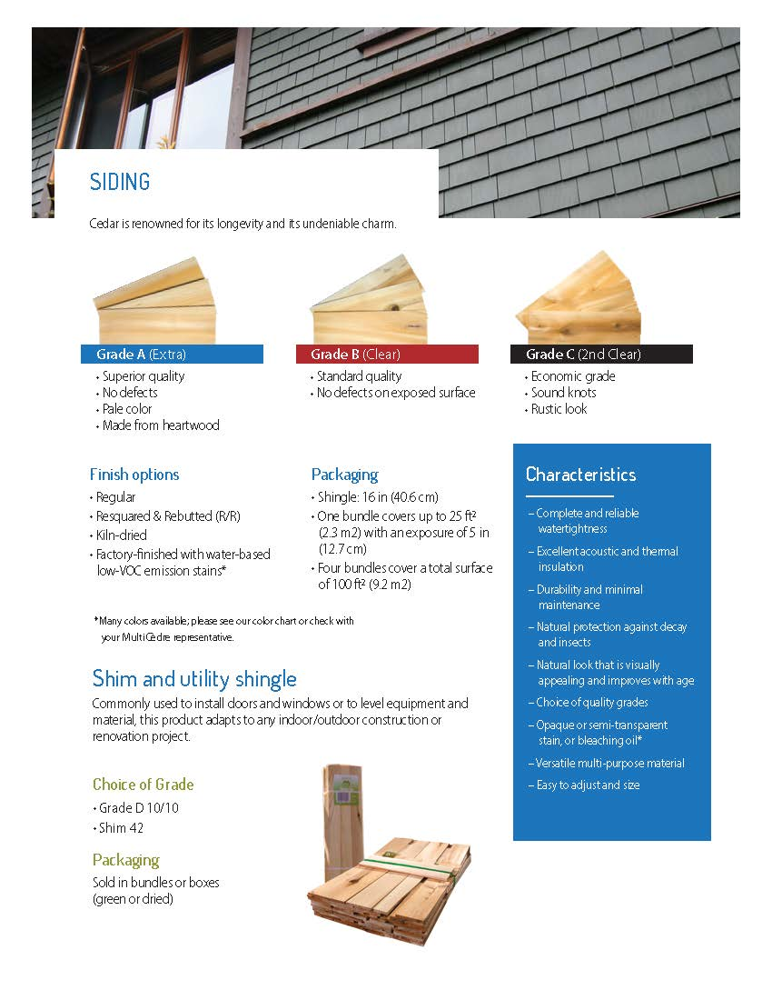 SIDING
Cedar is renowned for its longevity and its undeniable charm.
Grade A (Extra)
• Superior quality
• No defects
• Pale color
• Made from heartwood
Grade B (Clear)
• Standard quality
• No defects on exposed surface
Grade C (2nd Clear)
• Economic grade
• Sound knots
• Rustic look
Finish options
• Regular
• Resquared & Rebutted (R/R)
• Kiln-dried
• Factory-finished with water-based
low-VOC emission stains*
Packaging
• Shingle: 16 in (40.6 cm)
• One bundle covers up to 25 ft²
(2.3 m2) with an exposure of 5 in
(12.7 cm)
• Four bundles cover a total surface
of 100 ft² (9.2 m2)
*Many colors available; please see our color chart or check with
your Multi Cèdre representative.
Characteristics
– Complete and reliable
watertightness
– Excellent acoustic and thermal
insulation
– Durability and minimal
maintenance
– Natural protection against decay
and insects
– Natural look that is visually
appealing and improves with age
– Choice of quality grades
– Opaque or semi-transparent
stain, or bleaching oil*
– Versatile multi-purpose material
– Easy to adjust and size
Shim and utility shingle
Commonly used to install doors and windows or to level equipment and
material, this product adapts to any indoor/outdoor construction or
renovation project.
Choice of Grade
• Grade D 10/10
• Shim 42
Packaging
Sold in bundles or boxes
(green or dried)